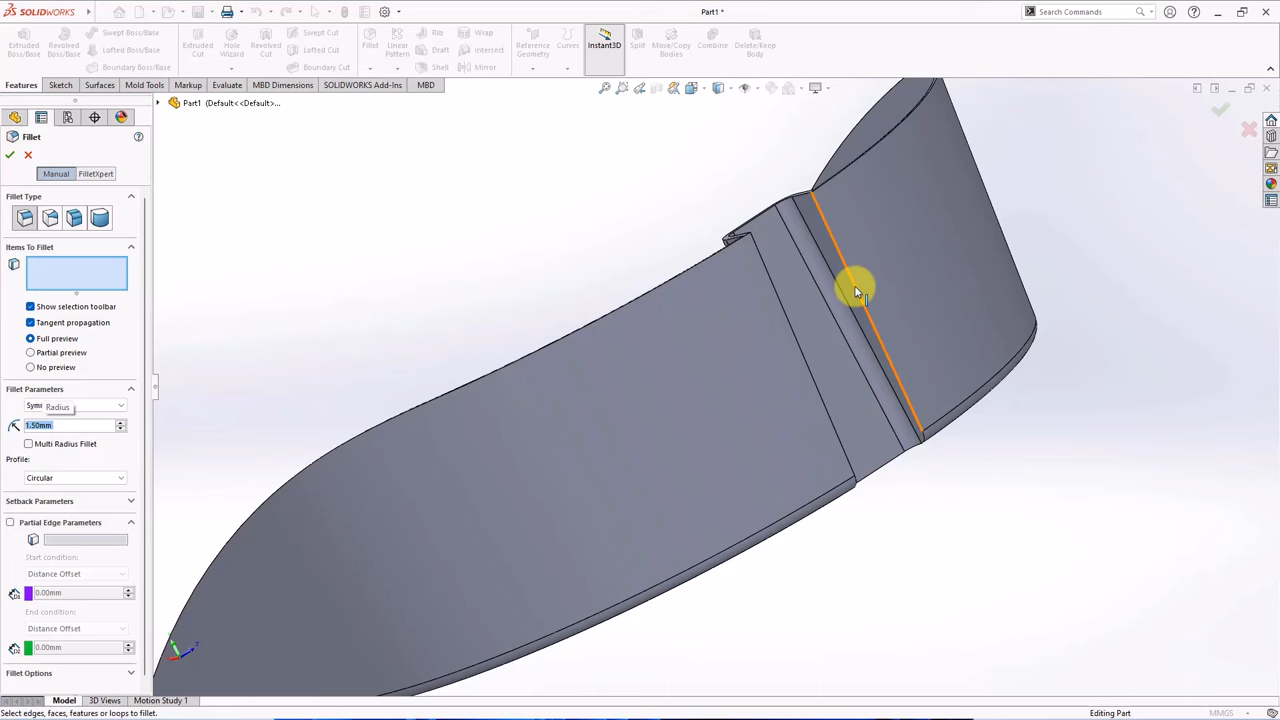 SOLIDWORKS
Part1 *
Search Commands
Extruded Boss/Base
Revolved Boss/Base
Swept Boss/Base
Lofted Boss/Base
Boundary Boss/Base
Extruded Cut
Hole Wizard
Revolved Cut
Swept Cut
Lofted Cut
Boundary Cut
Fillet
Linear Pattern
Rib
Draft
Shell
Wrap
Intersect
Mirror
Reference Geometry
Curves
Instant3D
Split
Move/Copy Bodies
Combine
Delete/Keep Body
Features
Sketch
Surfaces
Mold Tools
Markup
Evaluate
MBD Dimensions
SOLIDWORKS Add-Ins
MBD
Part1 (Default<<Default>...
Fillet
Manual
FilletXpert
Fillet Type
Items To Fillet
Show selection toolbar
Tangent propagation
Full preview
Partial preview
No preview
Fillet Parameters
Symm
Radius
1.50mm
Multi Radius Fillet
Profile:
Circular
Setback Parameters
Partial Edge Parameters
Start condition:
Distance Offset
0.00mm
End condition:
Distance Offset
0.00mm
Fillet Options
Model
3D Views
Motion Study 1
Select edges, faces, features or loops to fillet.
Editing Part
MMGS